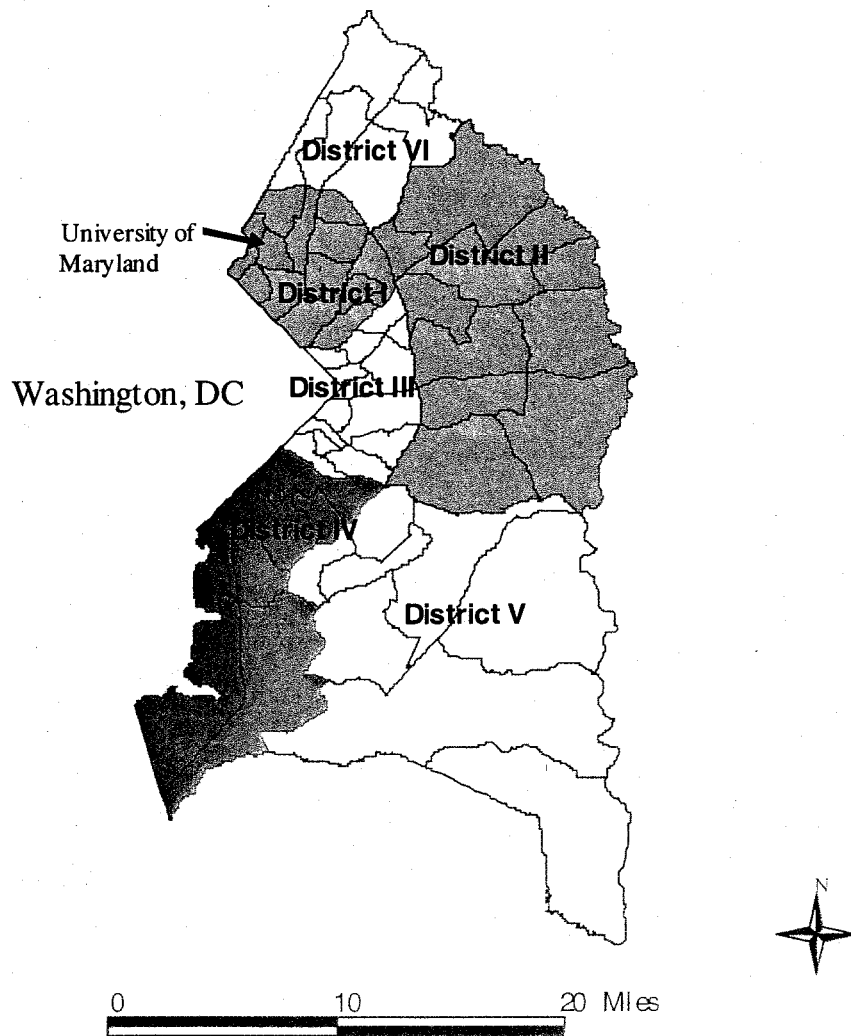 District VI
University of
Maryland
District II
District I
Washington, DC
District III
District IV
District V
N
0 10 20 Miles